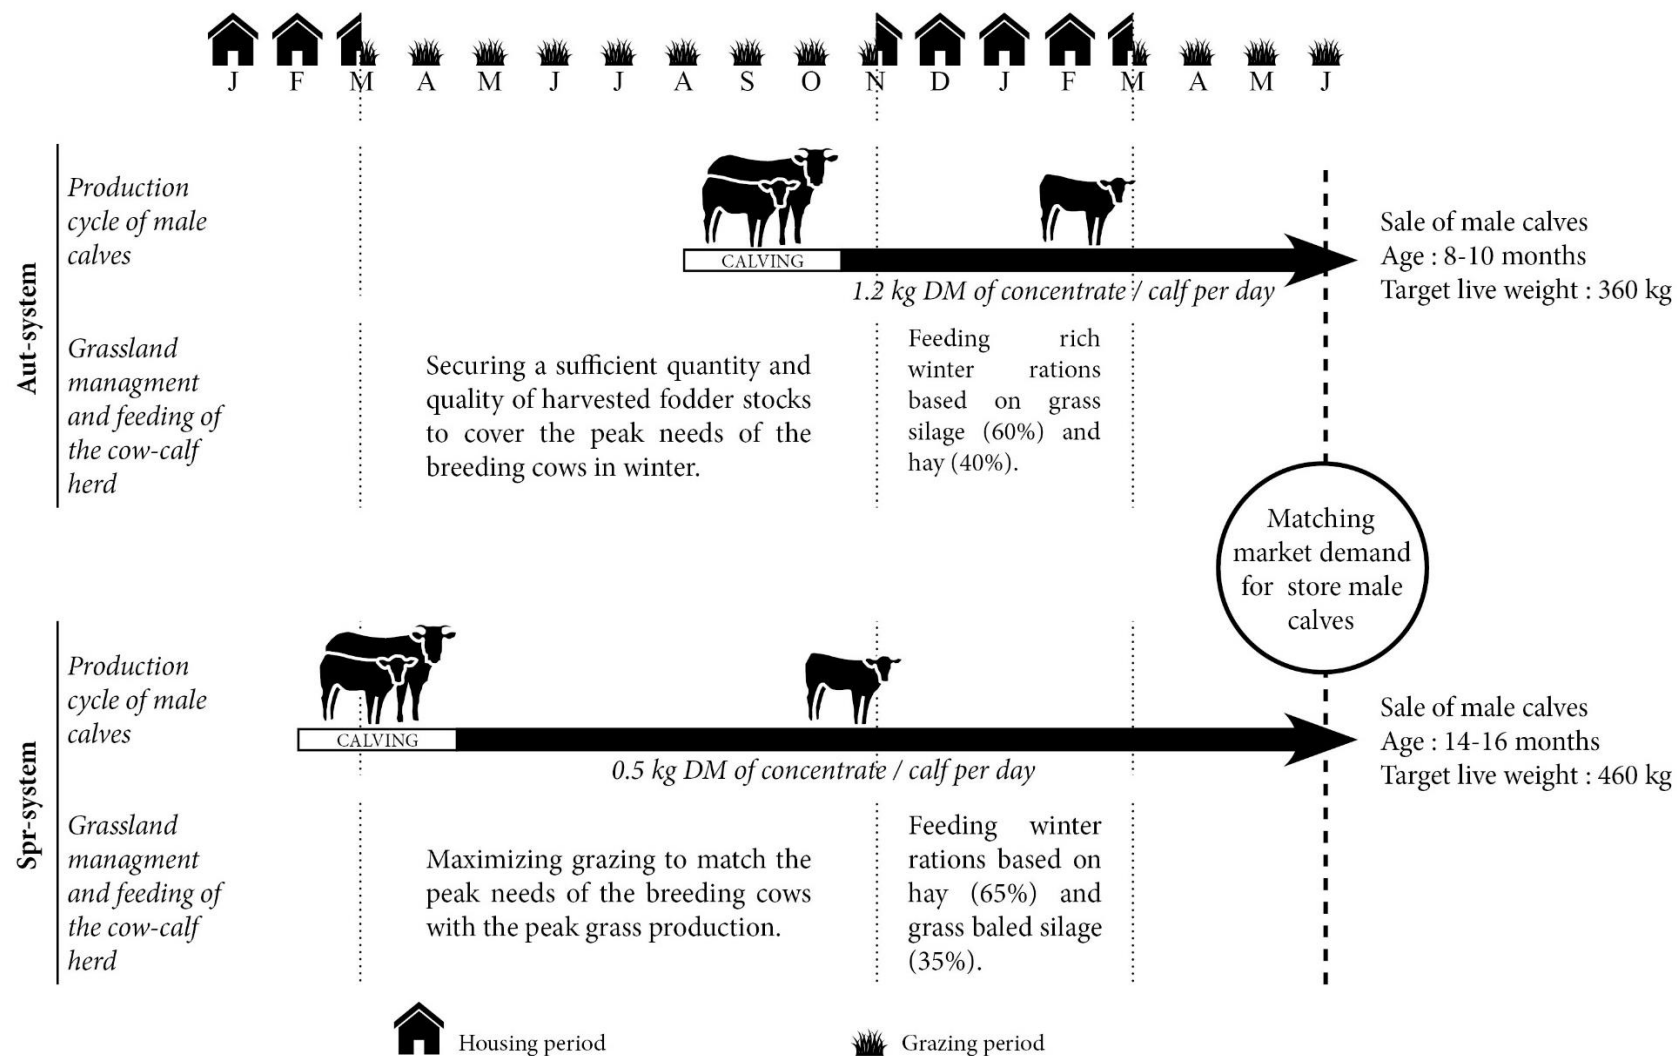 J F M A M J J A S O N D J F M A M J
Aut-system
Production
cycle of male
calves
CALVING
1.2 kg DM of concentrate / calf per day
Sale of male calves
Age : 8-10 months
Target live weight : 360 kg
Grassland
managment
and feeding of
the cow-calf
herd
Securing a sufficient quantity and
quality of harvested fodder stocks
to cover the peak needs of the
breeding cows in winter.
Feeding rich
winter rations
based on grass
silage (60%) and
hay (40%).
Matching
market demand
for store male
calves
Spr-system
Production
cycle of male
calves
CALVING
0.5 kg DM of concentrate / calf per day
Sale of male calves
Age : 14-16 months
Target live weight : 460 kg
Grassland
managment
and feeding of
the cow-calf
herd
Maximizing grazing to match the
peak needs of the breeding cows
with the peak grass production.
Feeding winter
rations based on
hay (65%) and
grass baled silage
(35%).
Housing period
Grazing period